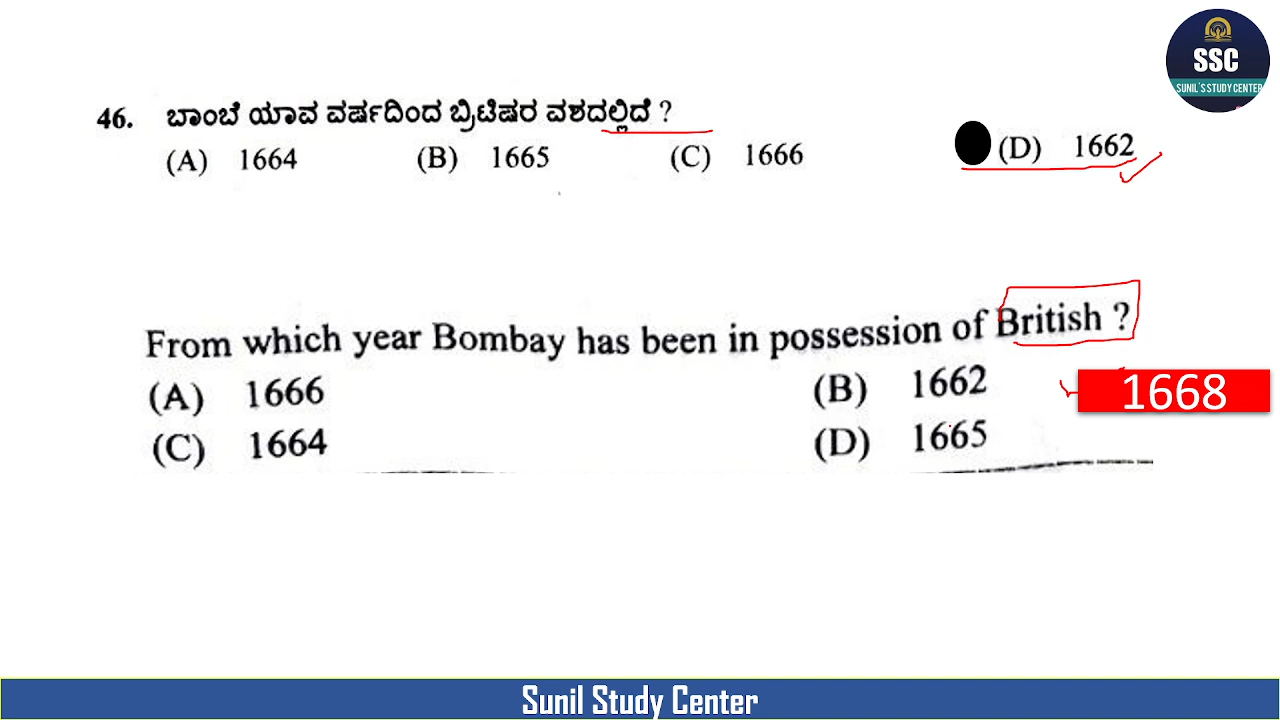 SSC
SUNIL'S STUDY CENTER
46. ಬಾಂಬೆ ಯಾವ ವರ್ಷದಿಂದ ಬ್ರಿಟಿಷರ ವಶದಲ್ಲಿದೆ ?
(A) 1664 (B) 1665 (C) 1666 (D) 1662
From which year Bombay has been in possession of British ?
(A) 1666 (B) 1662 1668
(C) 1664 (D) 1665
Sunil Study Center